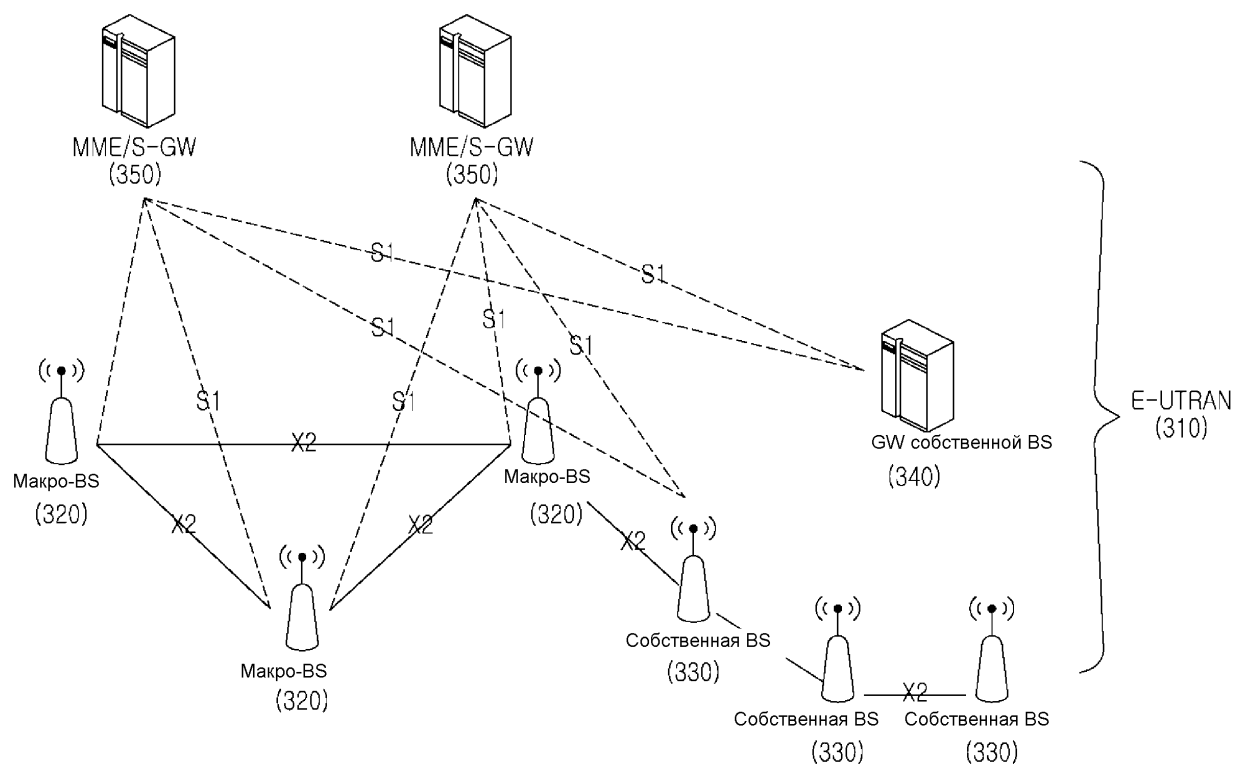 MME/S-GW
(350)
MME/S-GW
(350)
S1
S1
S1
S1
S1
E-UTRAN
(310)
S1
S1
GW собственной BS
(340)
X2
Макро-BS
(320)
Макро-BS
(320)
X2
X2
X2
Макро-BS
(320)
Собственная BS
(330)
X2
Собственная BS
(330)
Собственная BS
(330)